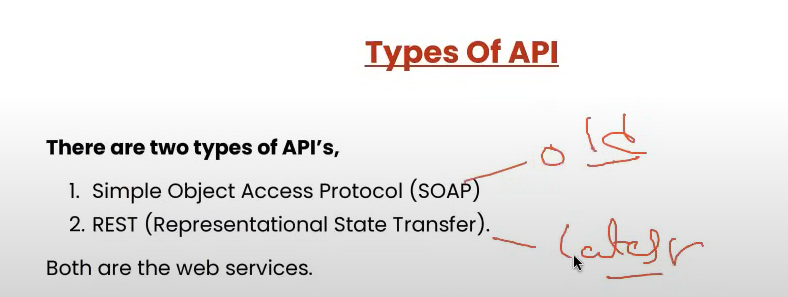 Types Of API
There are two types of API's,
old
1. Simple Object Access Protocol (SOAP)
2. REST (Representational State Transfer).
Both are the web services.